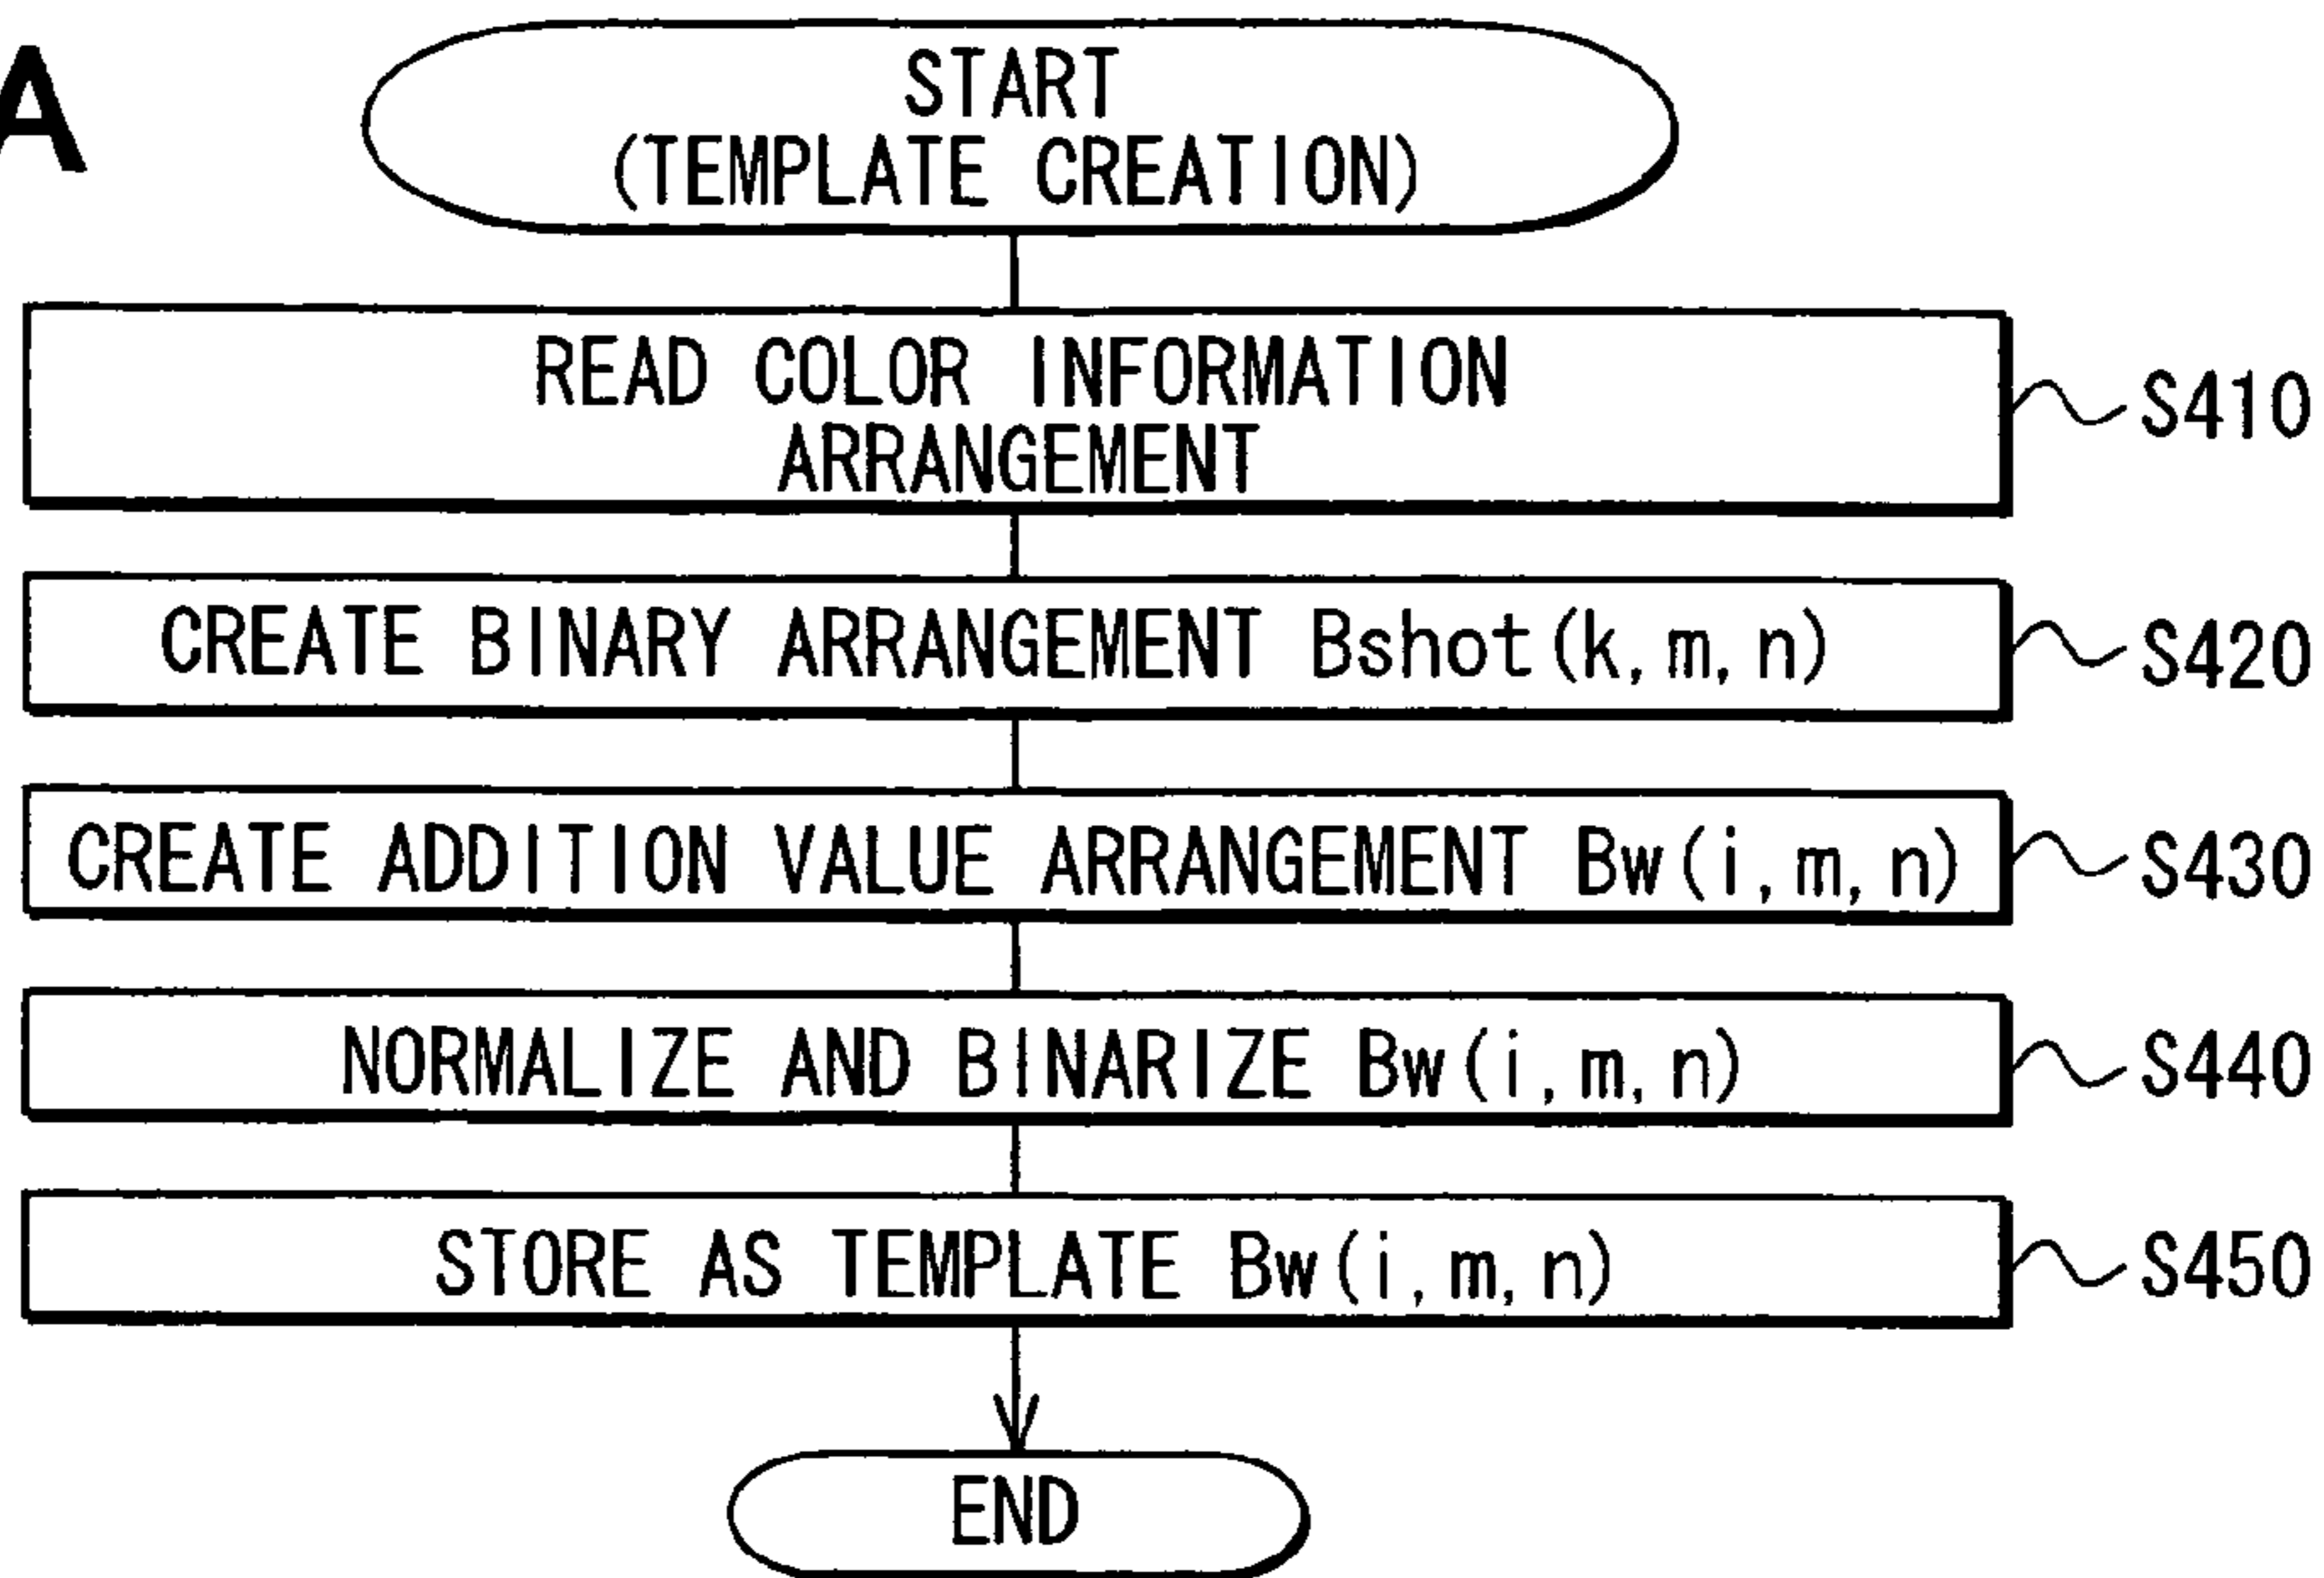 A
START
(TEMPLATE CREATION)
READ COLOR INFORMATION
ARRANGEMENT
S410
CREATE BINARY ARRANGEMENT Bshot(k,m,n)
S420
CREATE ADDITION VALUE ARRANGEMENT Bw(i,m,n)
S430
NORMALIZE AND BINARIZE Bw(i,m,n)
S440
STORE AS TEMPLATE Bw(i,m,n)
S450
END